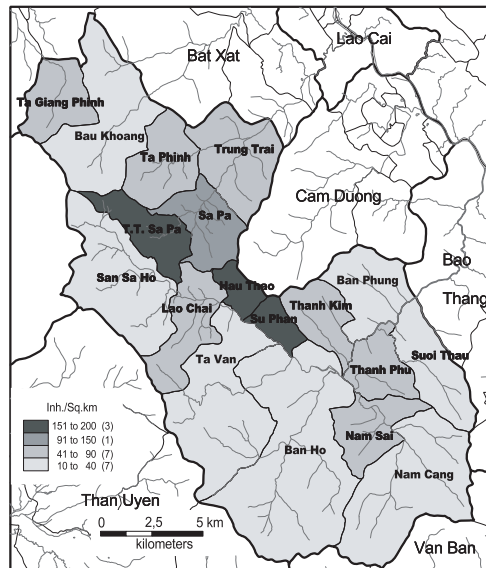 Lao Cai
Bat Xat
Ta Giang Phinh
Bau Khoang
Ta Phinh
Trung Trai
Cam Duong
Sa Pa
T.T. Sa Pa
Bao
Thang
San Sa Ho
Hau Thao
Ban Phung
Lao Chai
Thanh Kim
Su Phan
Suoi Thau
Ta Van
Thanh Phu
Inh./Sq.km
151 to 200 (3)
91 to 150 (1)
41 to 90 (7)
10 to 40 (7)
Nam Sai
Ban Ho
Nam Cang
Than Uyen
0 2,5 5 km
kilometers
Van Ban